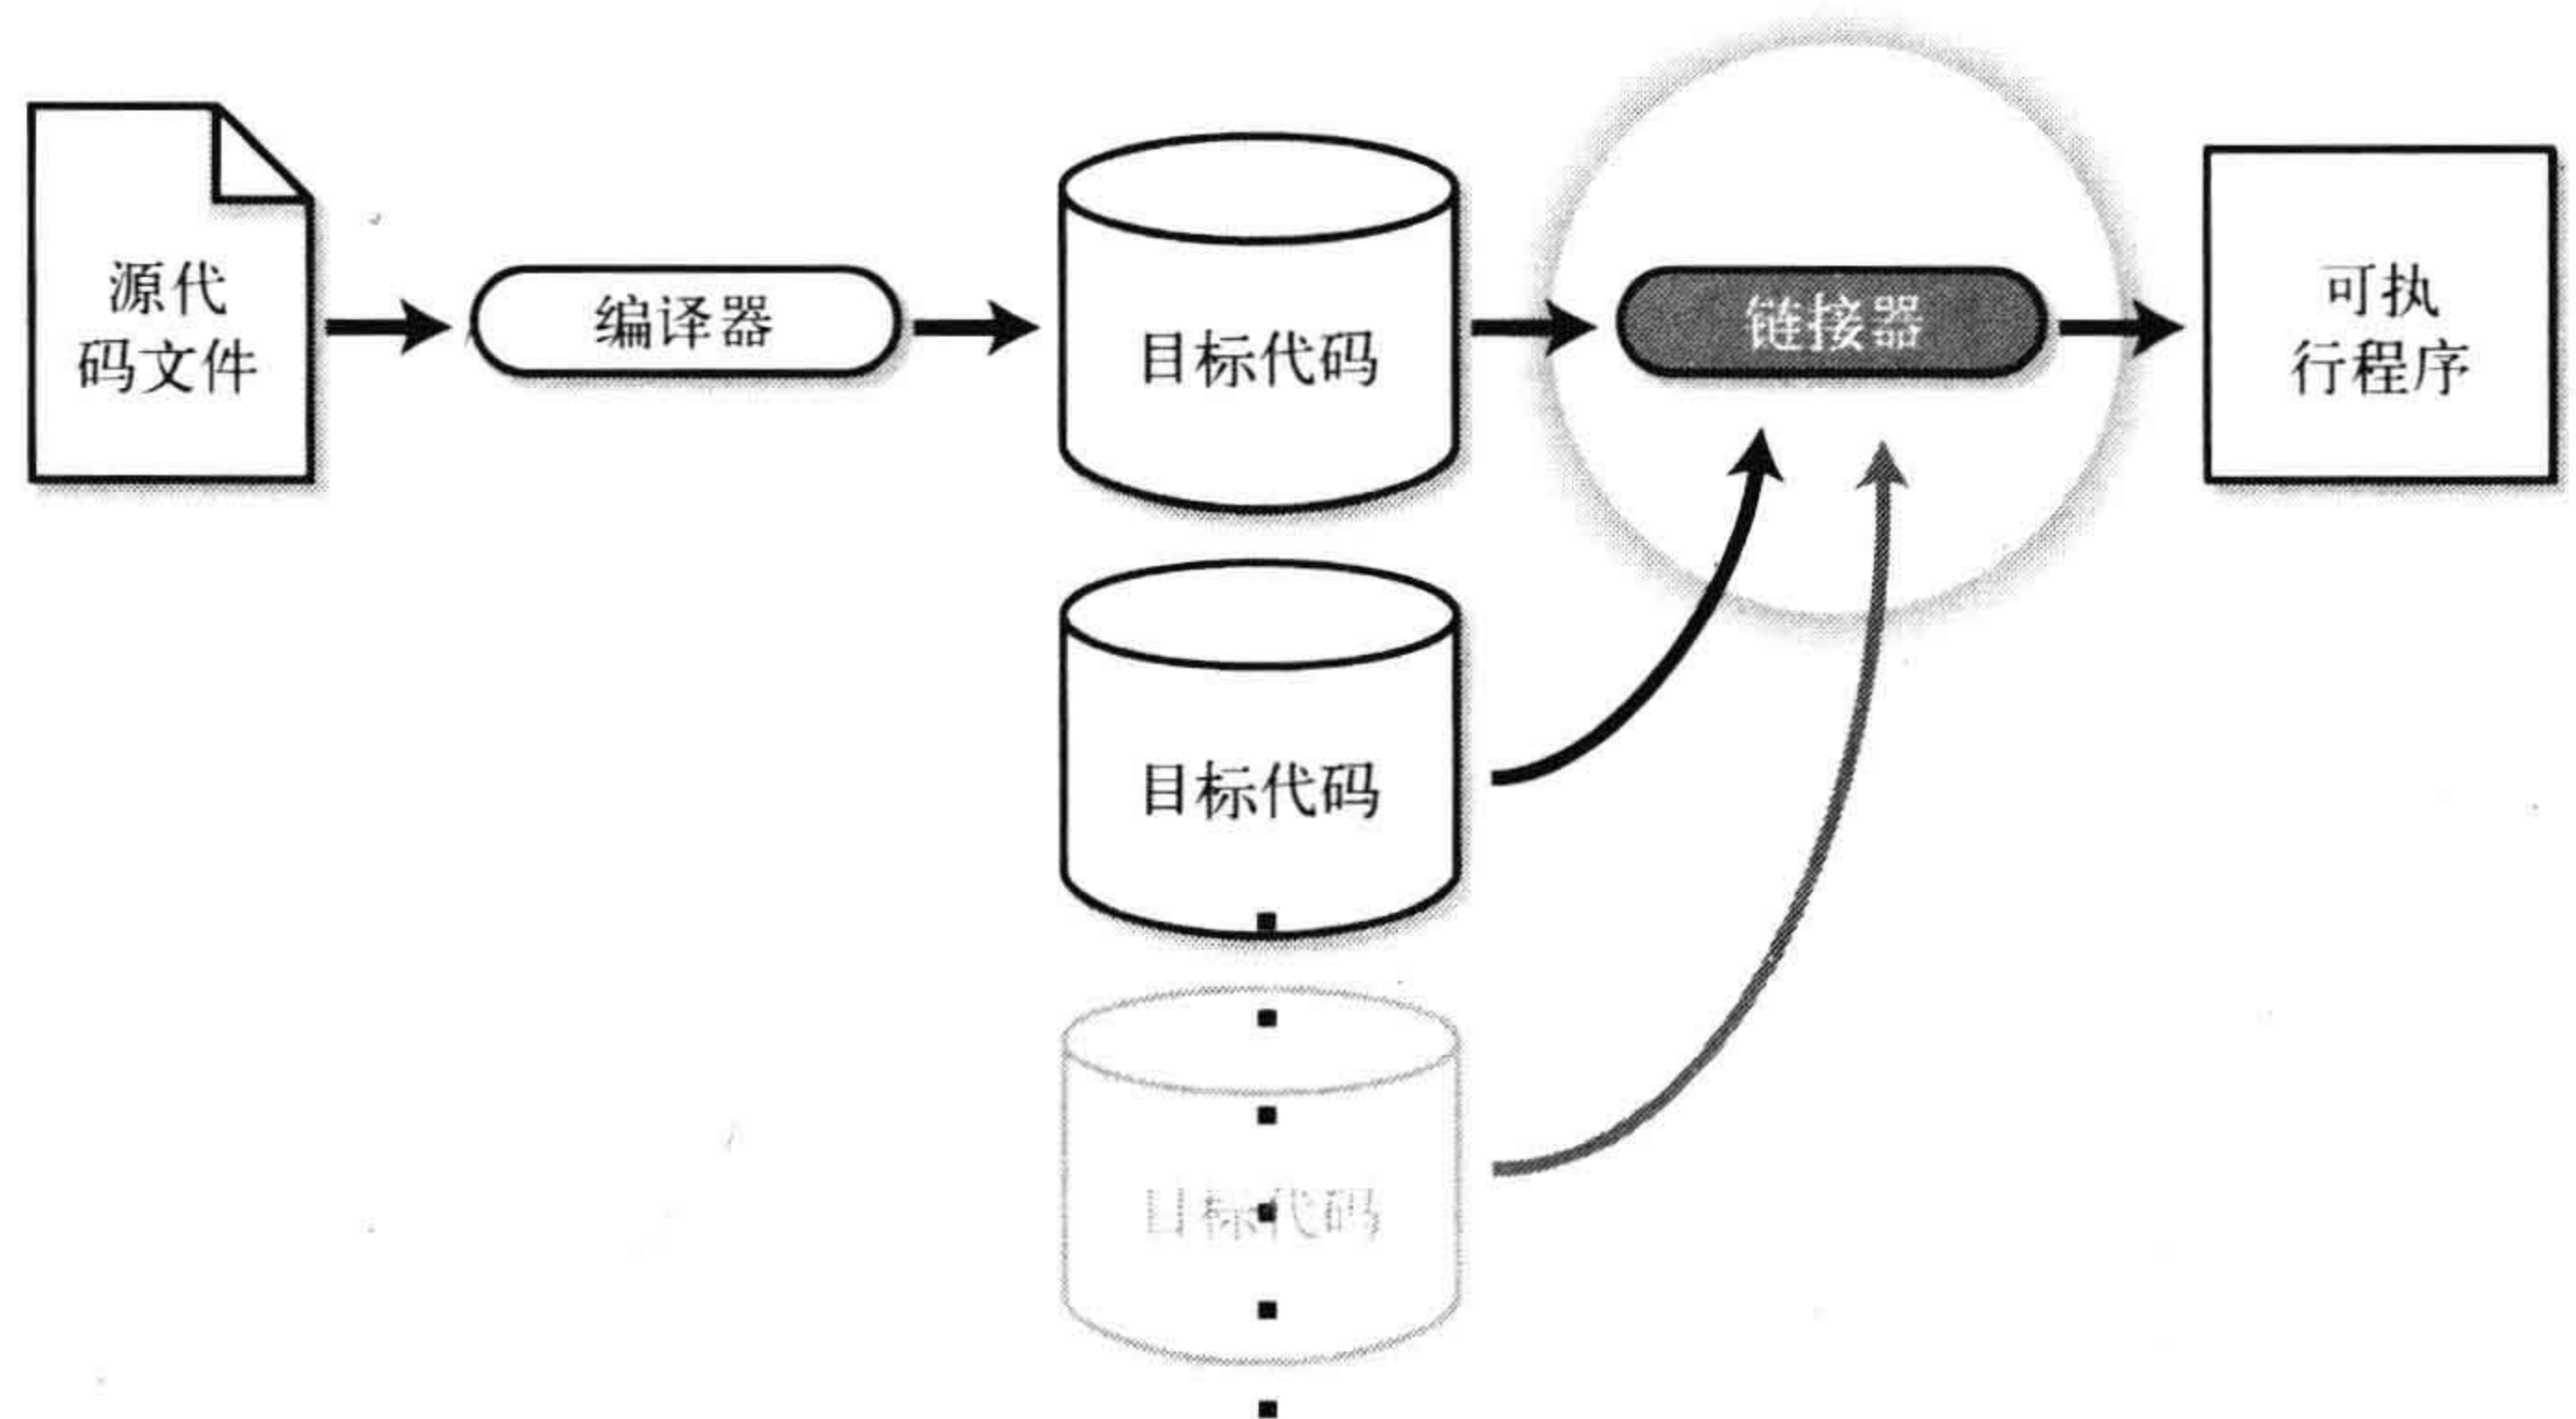 源代
码文件
编译器
目标代码
链接器
可执
行程序
目标代码
目标代码